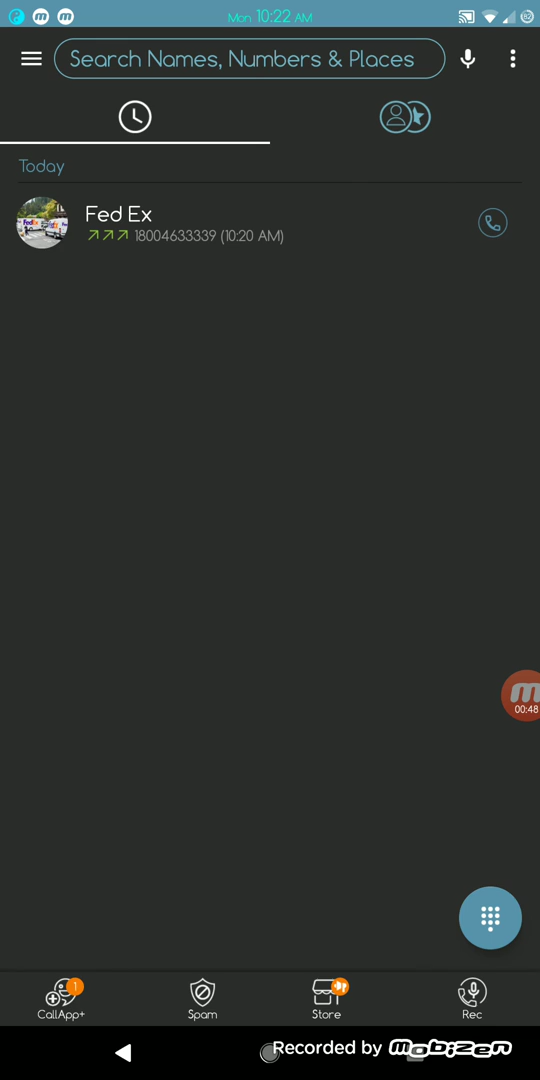 Mon 10:22 AM
62
Search Names, Numbers & Places
Today
Fed Ex
18004633339 (10:20 AM)
00:48
1
CallApp+
Spam
Store
Rec
Recorded by Mobizen